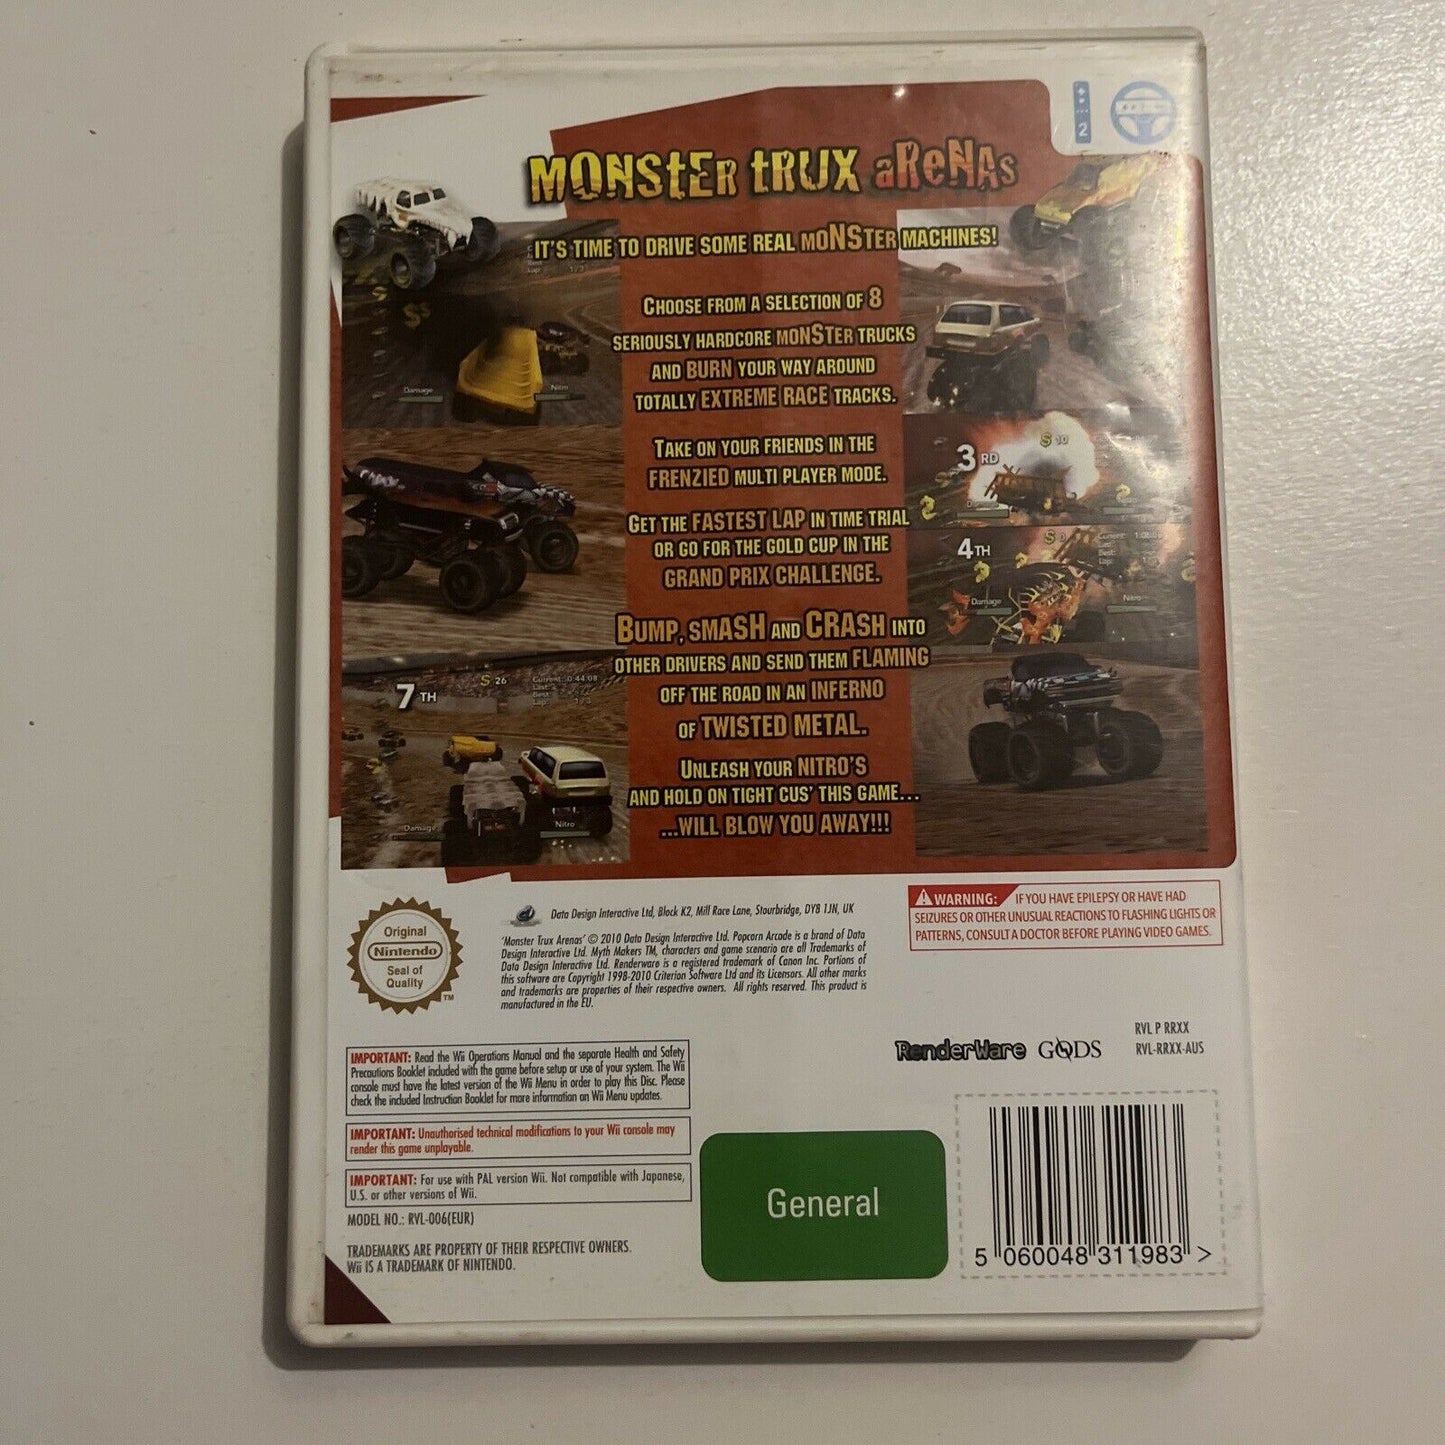 2
MONSTER TRUX ARENAS
IT'S TIME TO DRIVE SOME REAL MONSTER MACHINES!
CHOOSE FROM A SELECTION OF 8
SERIOUSLY HARDCORE MONSTER TRUCKS
AND BURN YOUR WAY AROUND
TOTALLY EXTREME RACE TRACKS.
TAKE ON YOUR FRIENDS IN THE
FRENZIED MULTI PLAYER MODE.
GET THE FASTEST LAP IN TIME TRIAL
OR GO FOR THE GOLD CUP IN THE
GRAND PRIX CHALLENGE.
BUMP, SMASH AND CRASH INTO
OTHER DRIVERS AND SEND THEM FLAMING
OFF THE ROAD IN AN INFERNO
OF TWISTED METAL.
UNLEASH YOUR NITRO'S
AND HOLD ON TIGHT CUS' THIS GAME...
...WILL BLOW YOU AWAY!!!
Damage Nitro
7TH
S 26
Current: 0:44.08
Lap: 1/3
Damage Nitro
3RD
S 10
4TH
Damage Nitro
Data Design Interactive Ltd, Block K2, Mill Race Lane, Stourbridge, DY8 1JN, UK
'Monster Trux Arenas' © 2010 Data Design Interactive Ltd. Popcorn Arcade is a brand of Data
Design Interactive Ltd. Myth Makers TM, characters and game scenario are all Trademarks of
Data Design Interactive Ltd. Renderware is a registered trademark of Canon Inc. Portions of
this software are Copyright 1998-2010 Criterion Software Ltd and its Licensors. All other marks
and trademarks are properties of their respective owners. All rights reserved. This product is
manufactured in the EU.
WARNING: IF YOU HAVE EPILEPSY OR HAVE HAD
SEIZURES OR OTHER UNUSUAL REACTIONS TO FLASHING LIGHTS OR
PATTERNS, CONSULT A DOCTOR BEFORE PLAYING VIDEO GAMES.
Original
Nintendo
Seal of
Quality
TM
RVL P RRXX
RVL-RRXX-AUS
RenderWare GODS
IMPORTANT: Read the Wii Operations Manual and the separate Health and Safety
Precautions Booklet included with the game before setup or use of your system. The Wii
console must have the latest version of the Wii Menu in order to play this Disc. Please
check the included Instruction Booklet for more information on Wii Menu updates.
IMPORTANT: Unauthorised technical modifications to your Wii console may
render this game unplayable.
IMPORTANT: For use with PAL version Wii. Not compatible with Japanese,
U.S. or other versions of Wii.
MODEL NO.: RVL-006(EUR)
TRADEMARKS ARE PROPERTY OF THEIR RESPECTIVE OWNERS.
Wii IS A TRADEMARK OF NINTENDO.
General
5 060048 311983 >